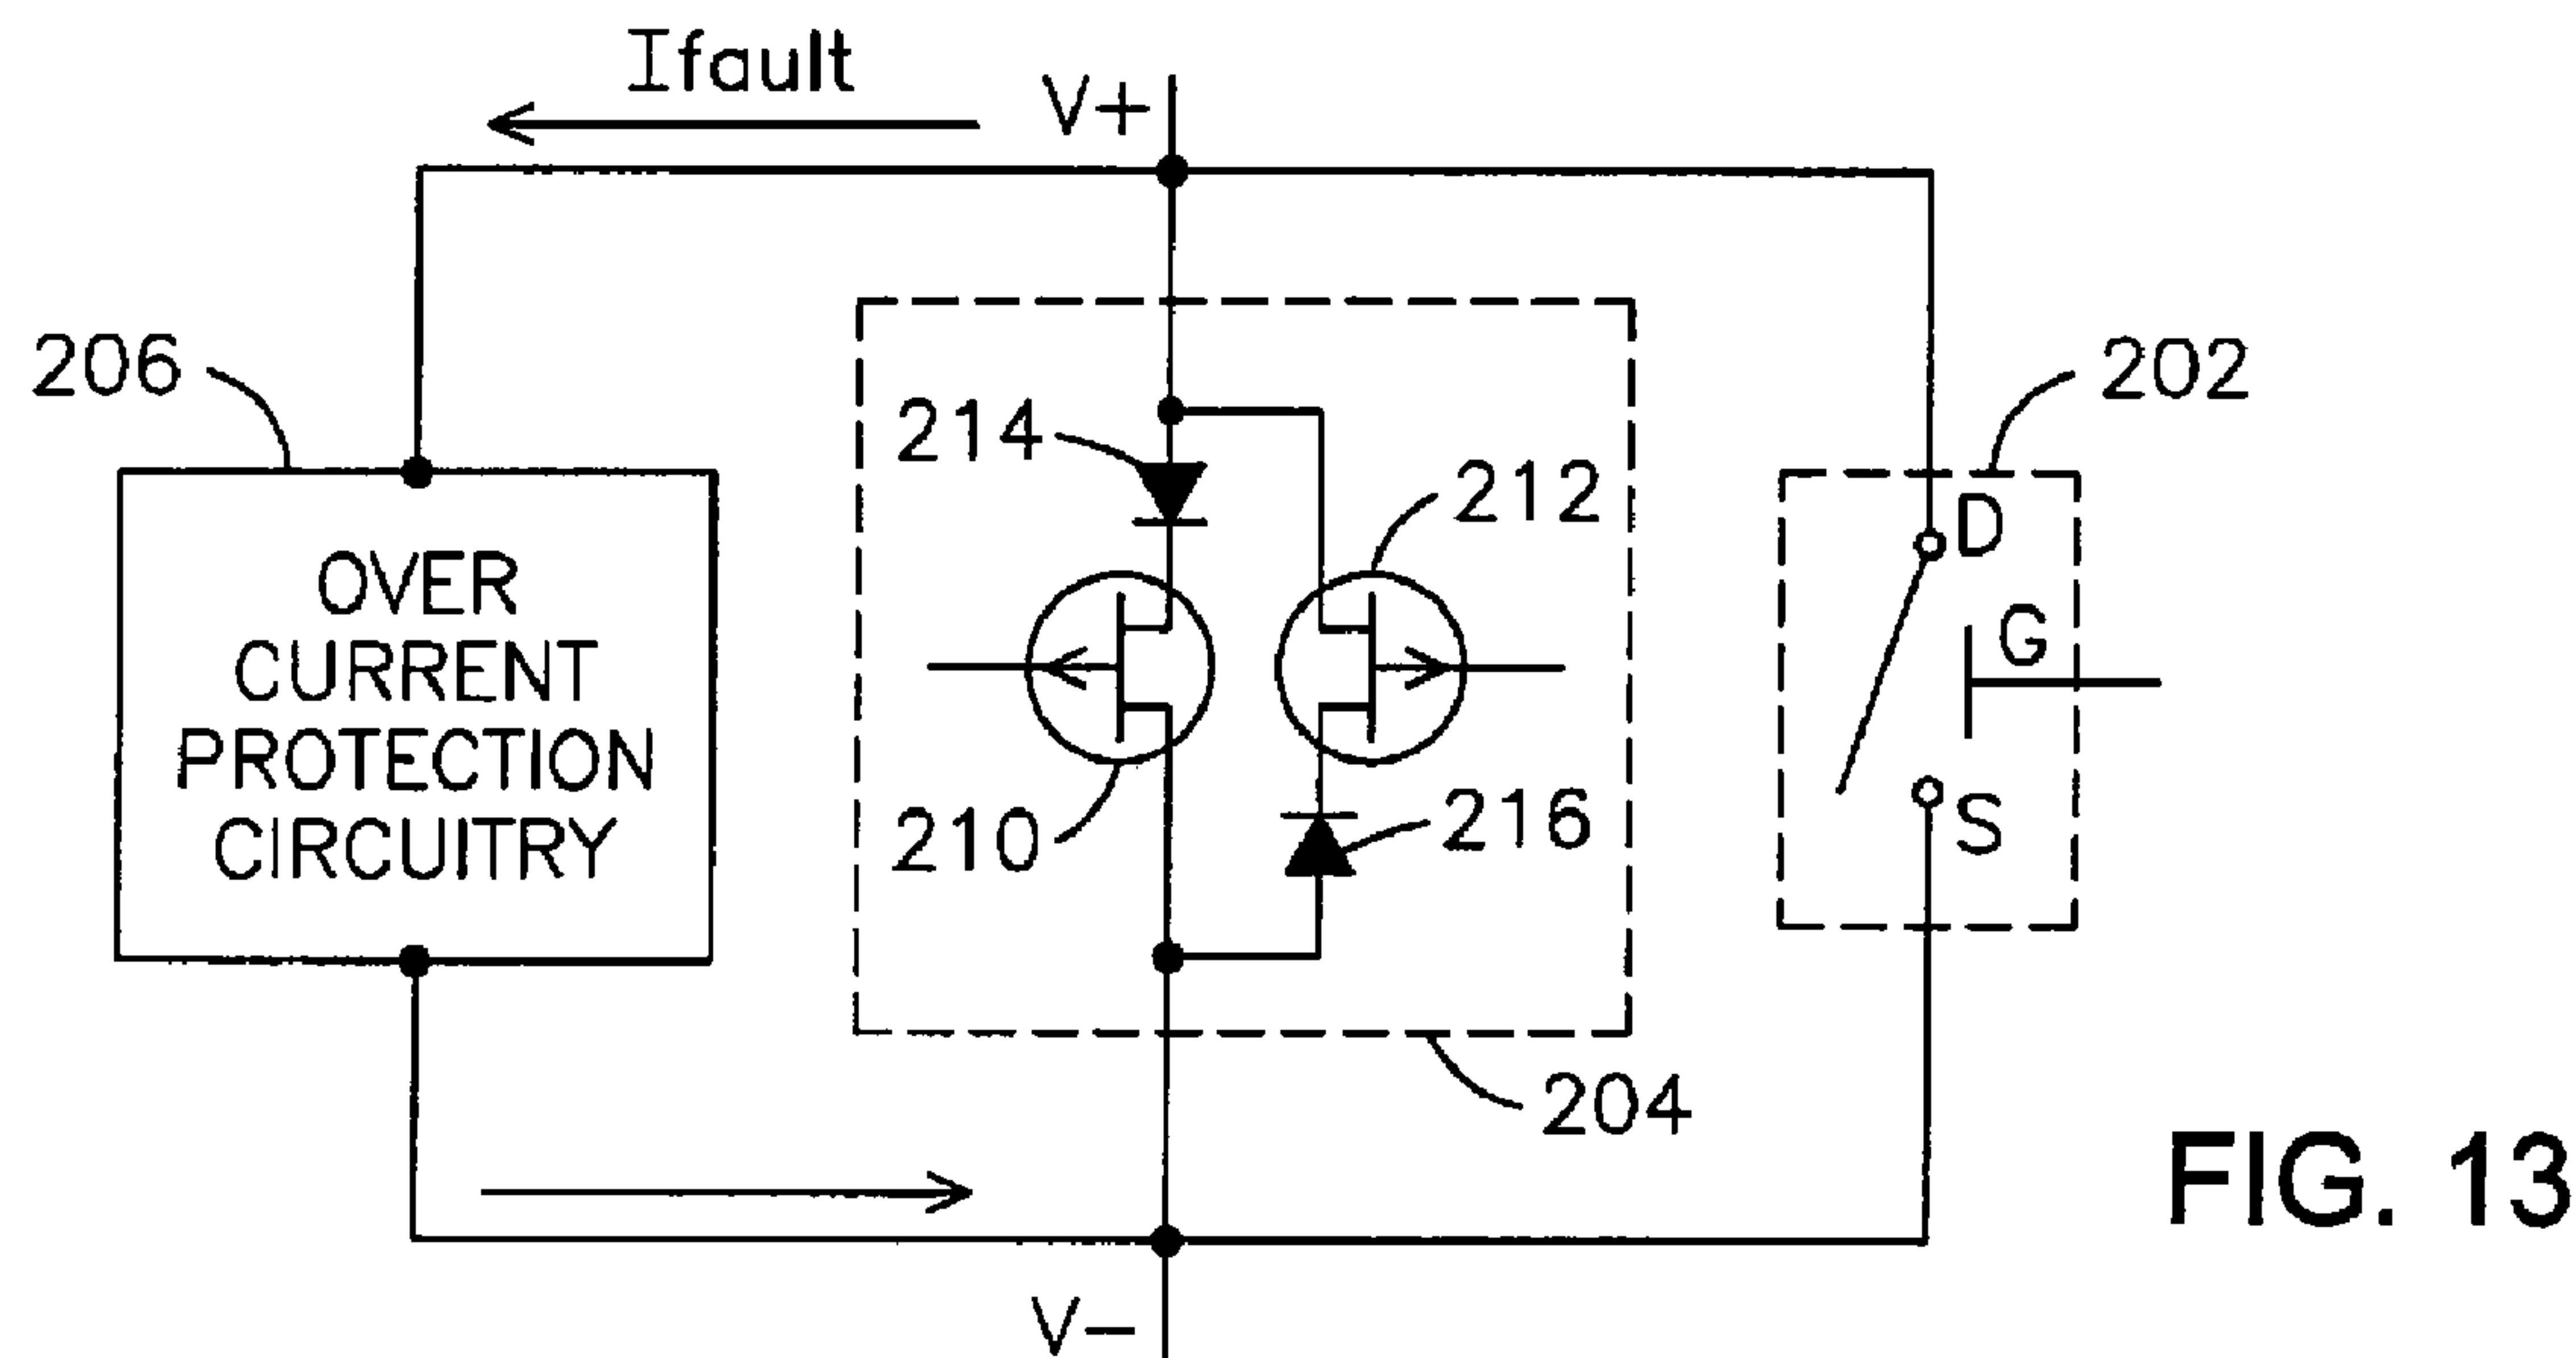 Ifault
V+
206
202
214
212
D
OVER
CURRENT
PROTECTION
CIRCUITRY
G
210
216
S
204
FIG. 13
V-